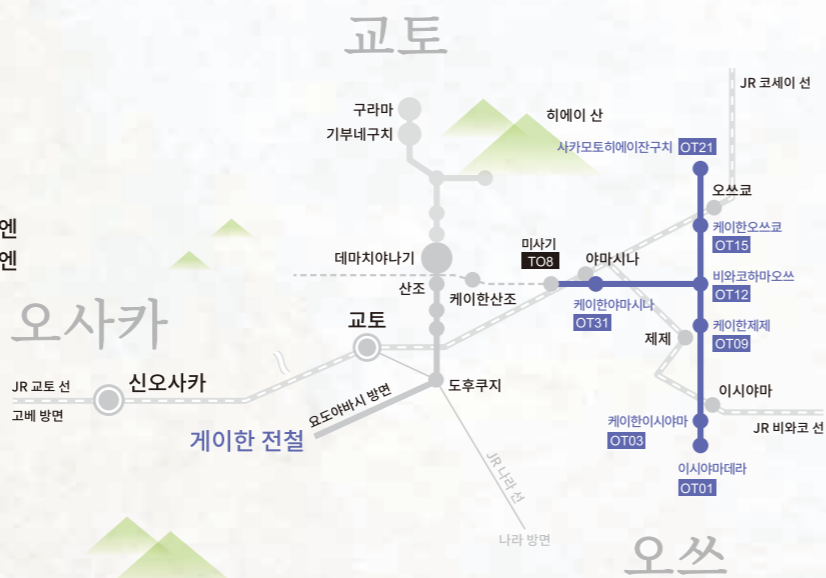 교토
JR 코세이 선
구라마
기부네구치
히에이 산
사카모토히에이잔구치 OT21
오쓰쿄
엔
엔
케이한오쓰쿄
OT15
데마치야나기
미사기
TO8
야마시나
비와코하마오쓰
OT12
산조
케이한산조
케이한야마시나
OT31
오사카
교토
케이한제제
OT09
제제
신오사카
JR 교토 선
고베 방면
도후쿠지
이시야마
요도야바시 방면
게이한 전철
케이한이시야마
OT03
JR 비와코 선
JR 나라 선
이시야마데라
OT01
나라 방면
오쓰